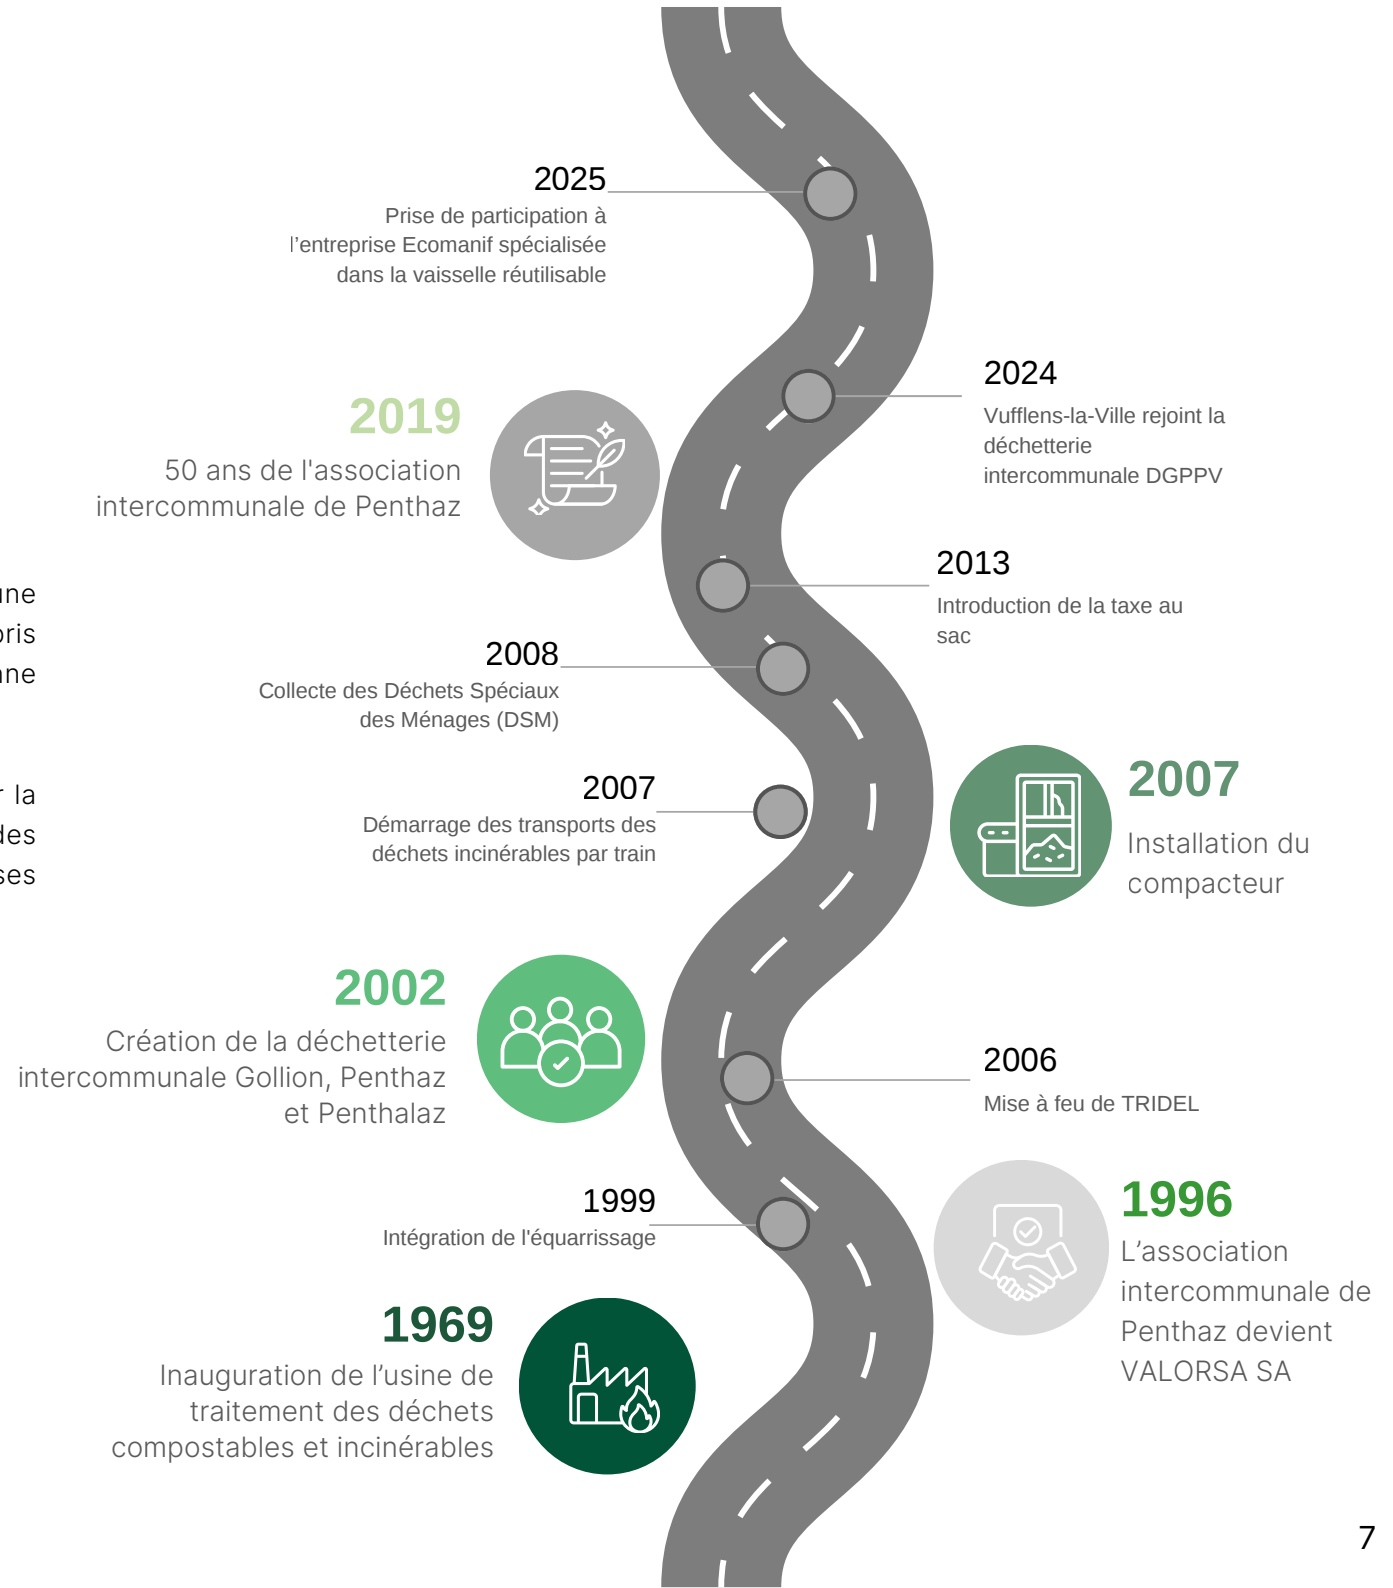 2025
Prise de participation à
l’entreprise Ecomanif spécialisée
dans la vaisselle réutilisable
2024
Vufflens-la-Ville rejoint la
déchetterie
intercommunale DGPPV
2019
50 ans de l'association
intercommunale de Penthaz
2013
Introduction de la taxe au
sac
2008
Collecte des Déchets Spéciaux
des Ménages (DSM)
2007
Démarrage des transports des
déchets incinérables par train
2007
Installation du
compacteur
2002
Création de la déchetterie
intercommunale Gollion, Penthaz
et Penthalaz
2006
Mise à feu de TRIDEL
1999
Intégration de l'équarrissage
1996
L’association
intercommunale de
Penthaz devient
VALORSA SA
1969
Inauguration de l’usine de
traitement des déchets
compostables et incinérables
la
7